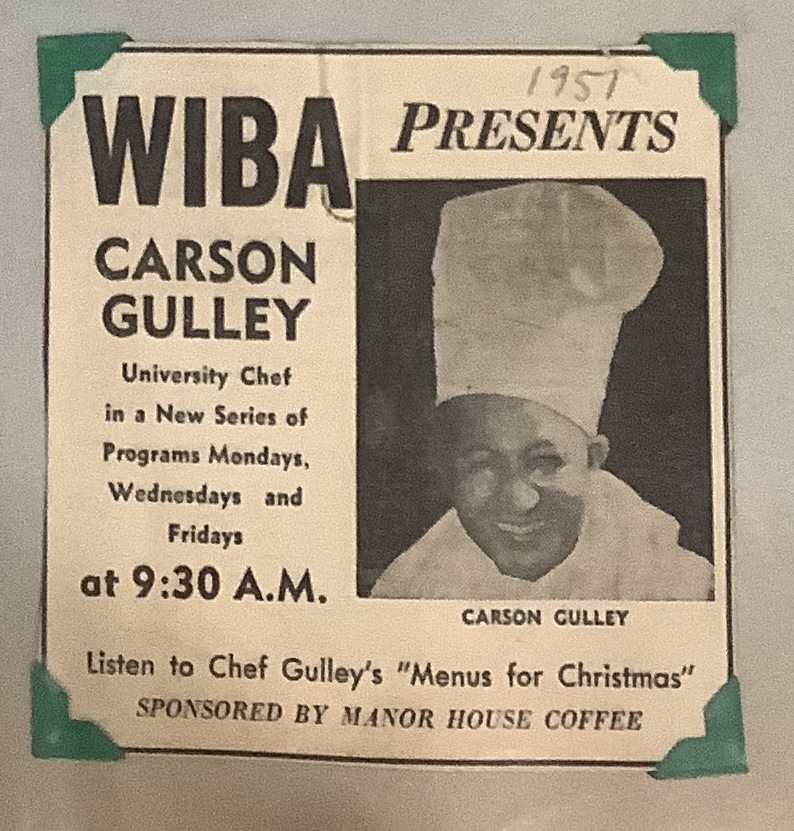 1951
WIBA PRESENTS
CARSON
GULLEY
University Chef
in a New Series of
Programs Mondays,
Wednesdays and
Fridays
at 9:30 A.M.
CARSON GULLEY
Listen to Chef Gulley's "Menus for Christmas"
SPONSORED BY MANOR HOUSE COFFEE